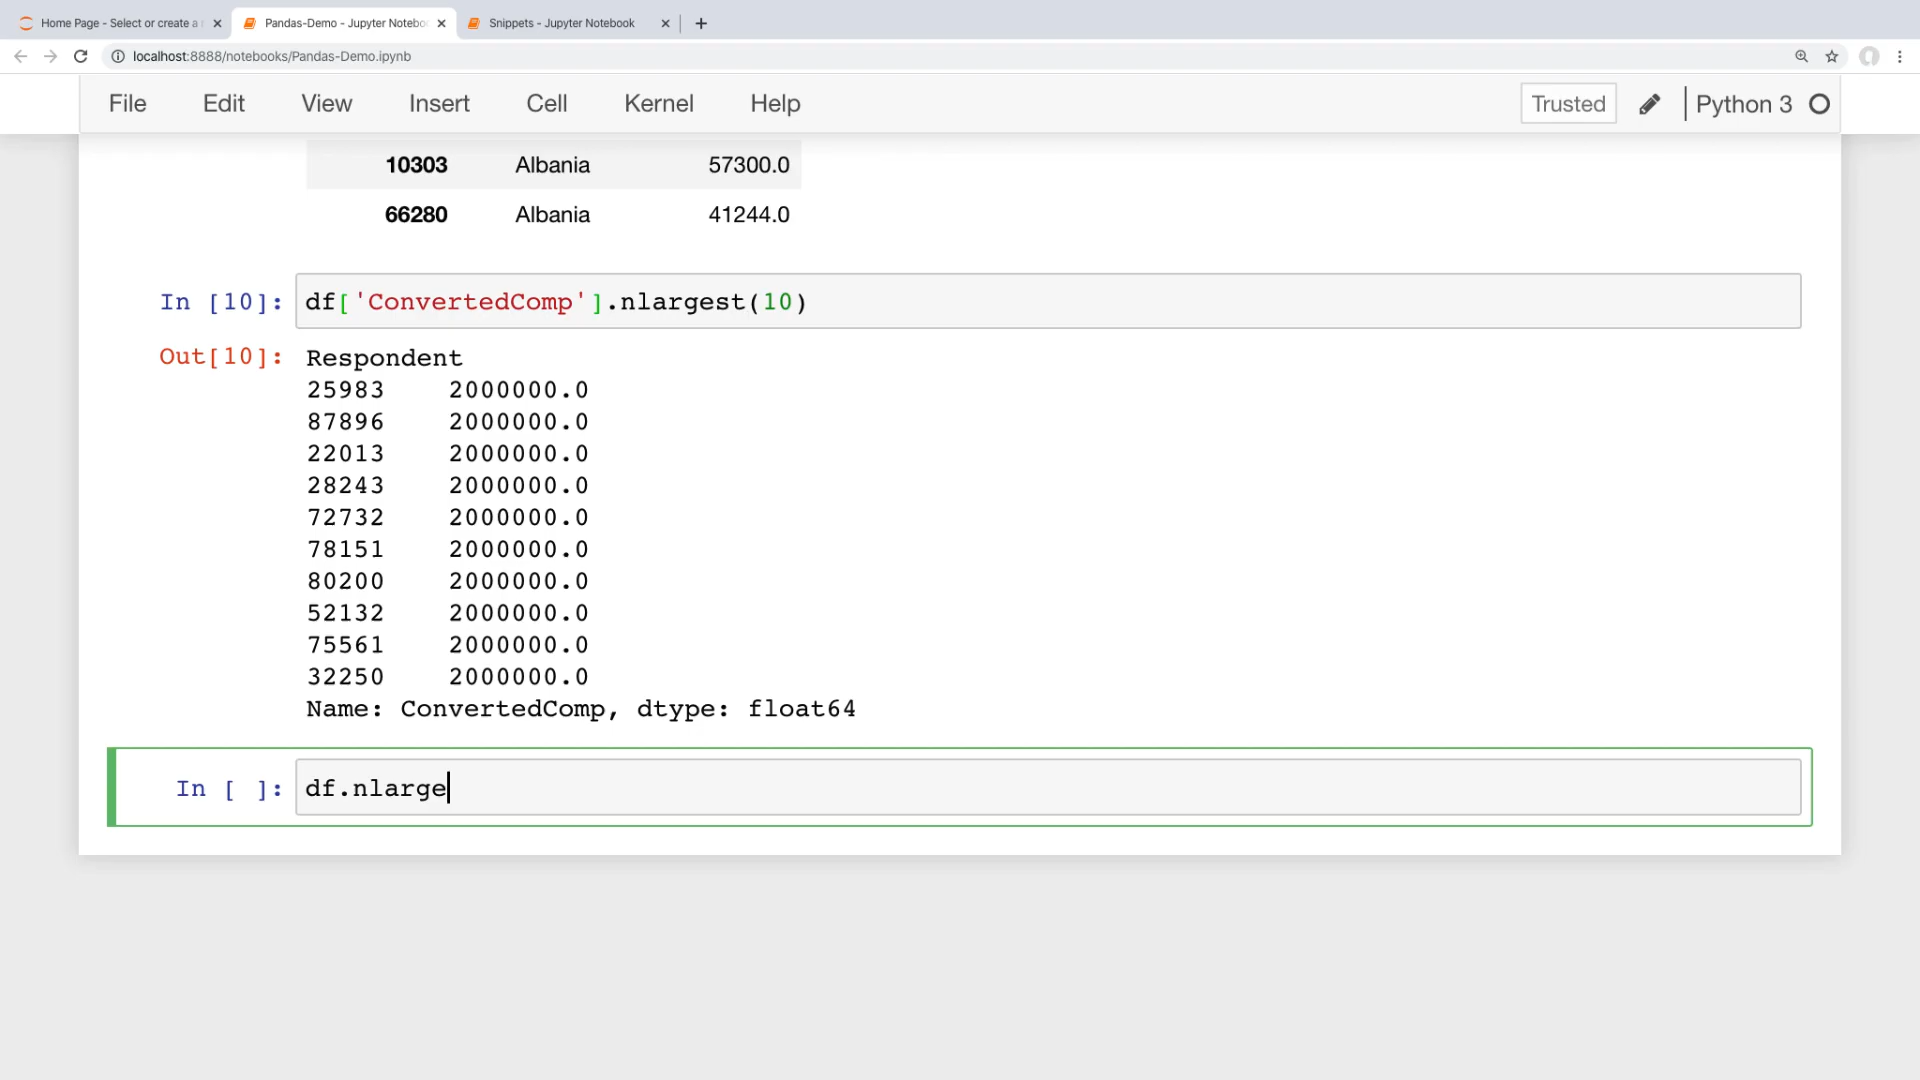 Home Page - Select or create a
Pandas-Demo - Jupyter Notebo
Snippets - Jupyter Notebook
localhost:8888/notebooks/Pandas-Demo.ipynb
File Edit View Insert Cell Kernel Help Trusted Python 3
10303 Albania 57300.0
66280 Albania 41244.0
In [10]: df['ConvertedComp'].nlargest(10)
Out[10]: Respondent
25983 2000000.0
87896 2000000.0
22013 2000000.0
28243 2000000.0
72732 2000000.0
78151 2000000.0
80200 2000000.0
52132 2000000.0
75561 2000000.0
32250 2000000.0
Name: ConvertedComp, dtype: float64
In [ ]: df.nlarge